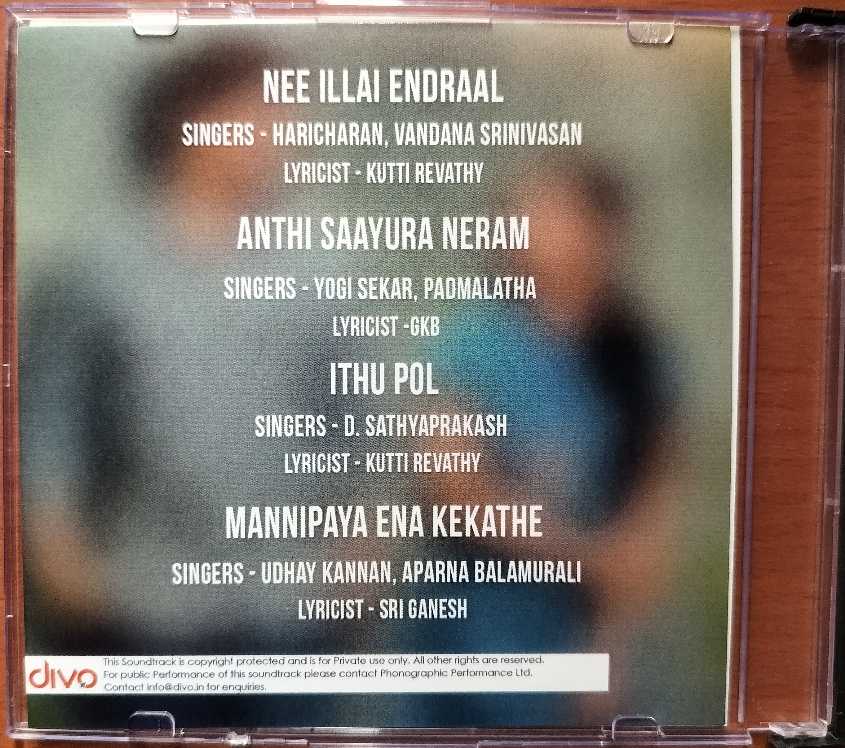 NEE ILLAI ENDRAAL
SINGERS - HARICHARAN, VANDANA SRINIVASAN
LYRICIST - KUTTI REVATHY
ANTHI SAAYURA NERAM
SINGERS - YOGI SEKAR, PADMALATHA
LYRICIST -GKB
ITHU POL
SINGERS - D. SATHYAPRAKASH
LYRICIST - KUTTI REVATHY
MANNIPAYA ENA KEKATHE
SINGERS - UDHAY KANNAN, APARNA BALAMURALI
LYRICIST - SRI GANESH
divo
This Soundtrack is copyright protected and is for Private use only. All other rights are reserved.
For public Performance of this soundtrack please contact Phonographic Performance Ltd.
Contact info@divo.in for enquiries.